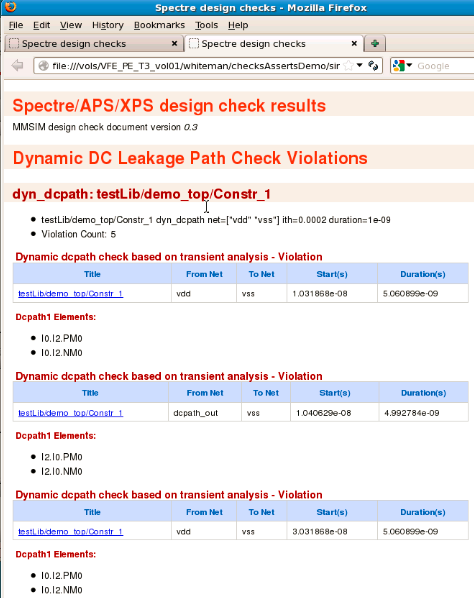 Spectre design checks - Mozilla Firefox
File Edit View History Bookmarks Tools Help
Spectre design checks
Spectre design checks
file:///vols/VFE_PE_T3_vol01/whiteman/checksAssertsDemo/sir
Google
Spectre/APS/XPS design check results
MMSIM design check document version 0.3
Dynamic DC Leakage Path Check Violations
dyn_dcpath: testLib/demo_top/Constr_1
testLib/demo_top/Constr_1 dyn_dcpath net=["vdd" "vss"] ith=0.0002 duration=1e-09
Violation Count: 5
Dynamic dcpath check based on transient analysis - Violation
Title From Net To Net Start(s) Duration(s)
testLib/demo_top/Constr_1 vdd vss 1.031868e-08 5.060899e-09
Dcpath1 Elements:
I0.I2.PM0
I0.I2.NM0
Dynamic dcpath check based on transient analysis - Violation
Title From Net To Net Start(s) Duration(s)
testLib/demo_top/Constr_1 dcpath_out vss 1.040629e-08 4.992784e-09
Dcpath1 Elements:
I2.I0.PM0
I2.I0.NM0
Dynamic dcpath check based on transient analysis - Violation
Title From Net To Net Start(s) Duration(s)
testLib/demo_top/Constr_1 vdd vss 3.031868e-08 5.060899e-09
Dcpath1 Elements:
I0.I2.PM0
I0.I2.NM0